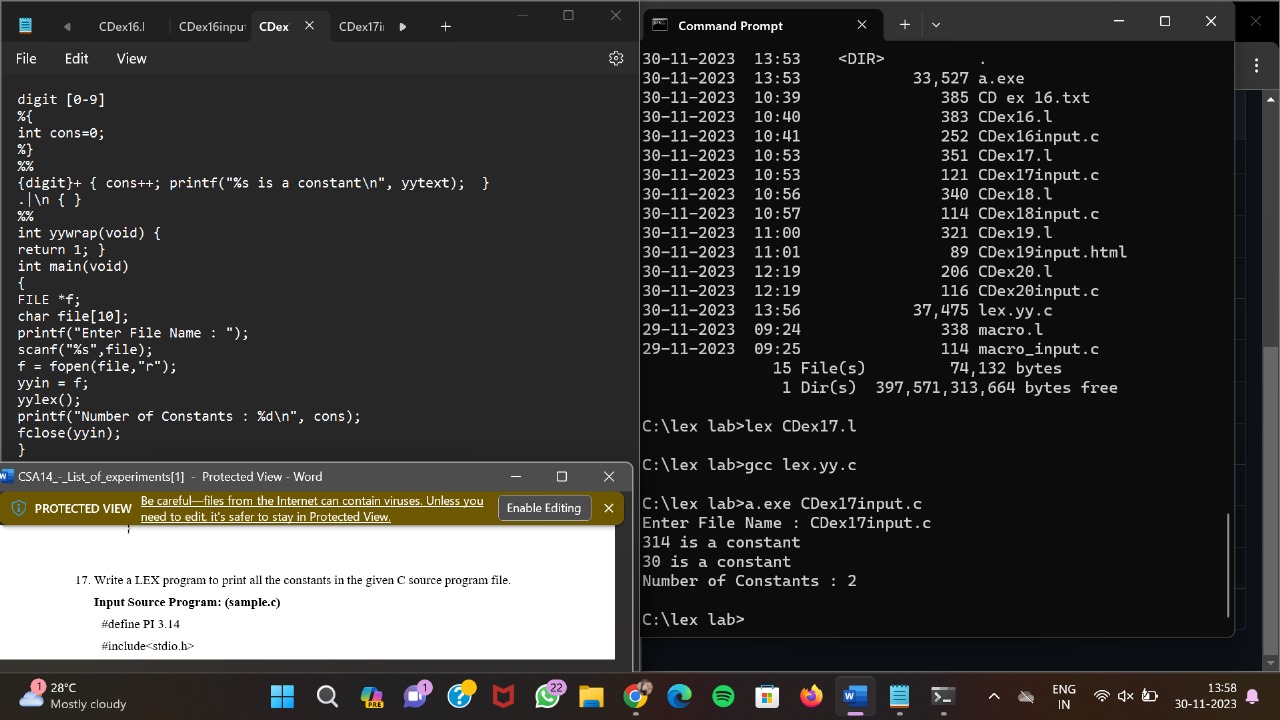 CDex16.l
CDex16inpu
CDex
CDex17i
File
Edit
View
digit [0-9]
%{
int cons=0;
%}
%%
{digit}+ { cons++; printf("%s is a constant\n", yytext);  }
.|\n { }
%%
int yywrap(void) {
return 1; }
int main(void)
{
FILE *f;
char file[10];
printf("Enter File Name : ");
scanf("%s",file);
f = fopen(file,"r");
yyin = f;
yylex();
printf("Number of Constants : %d\n", cons);
fclose(yyin);
}
CSA14_-_List_of_experiments[1] - Protected View - Word
PROTECTED VIEW
Be careful—files from the Internet can contain viruses. Unless you
need to edit, it's safer to stay in Protected View.
Enable Editing
17. Write a LEX program to print all the constants in the given C source program file.
Input Source Program: (sample.c)
#define PI 3.14
#include<stdio.h>
Command Prompt
30-11-2023  13:53    <DIR>          .
30-11-2023  13:53            33,527 a.exe
30-11-2023  10:39               385 CD ex 16.txt
30-11-2023  10:40               383 CDex16.l
30-11-2023  10:41               252 CDex16input.c
30-11-2023  10:53               351 CDex17.l
30-11-2023  10:53               121 CDex17input.c
30-11-2023  10:56               340 CDex18.l
30-11-2023  10:57               114 CDex18input.c
30-11-2023  11:00               321 CDex19.l
30-11-2023  11:01                89 CDex19input.html
30-11-2023  12:19               206 CDex20.l
30-11-2023  12:19               116 CDex20input.c
30-11-2023  13:56            37,475 lex.yy.c
29-11-2023  09:24               338 macro.l
29-11-2023  09:25               114 macro_input.c
15 File(s)         74,132 bytes
1 Dir(s)  397,571,313,664 bytes free
C:\lex lab>lex CDex17.l
C:\lex lab>gcc lex.yy.c
C:\lex lab>a.exe CDex17input.c
Enter File Name : CDex17input.c
314 is a constant
30 is a constant
Number of Constants : 2
C:\lex lab>
1
28°C
Mostly cloudy
PRE
1
22
ENG
IN
13:58
30-11-2023